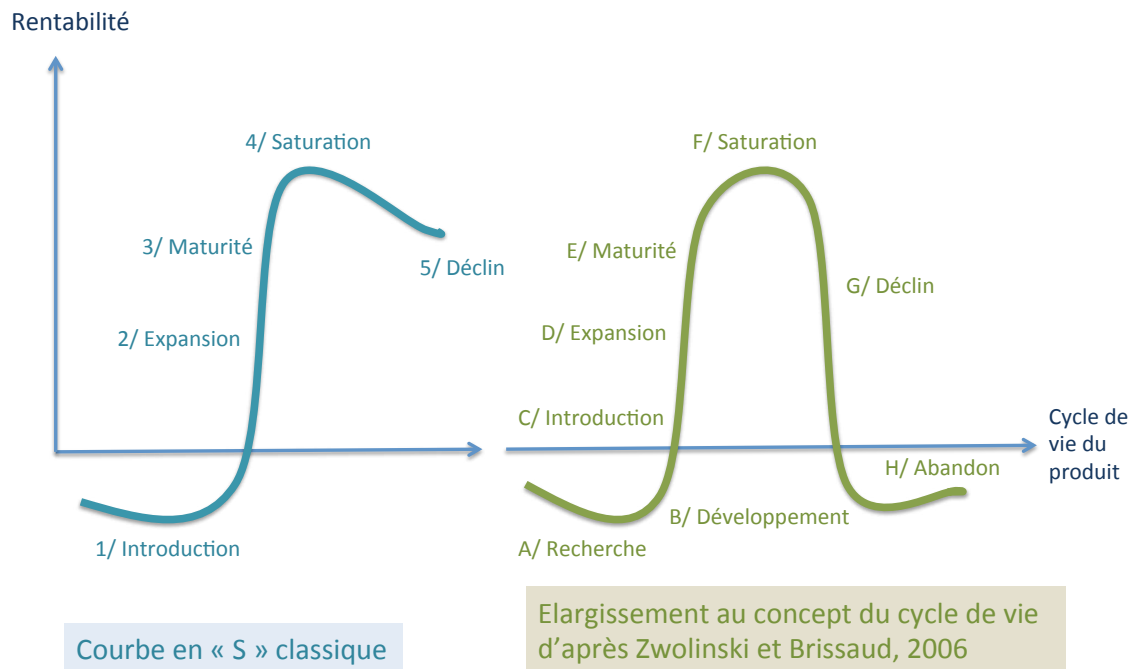 Rentabilité
4/ Saturation
3/ Maturité
5/ Déclin
2/ Expansion
1/ Introduction
Courbe en « S » classique
F/ Saturation
E/ Maturité
G/ Déclin
D/ Expansion
C/ Introduction
Cycle de
vie du
produit
H/ Abandon
B/ Développement
A/ Recherche
Elargissement au concept du cycle de vie
d’après Zwolinski et Brissaud, 2006